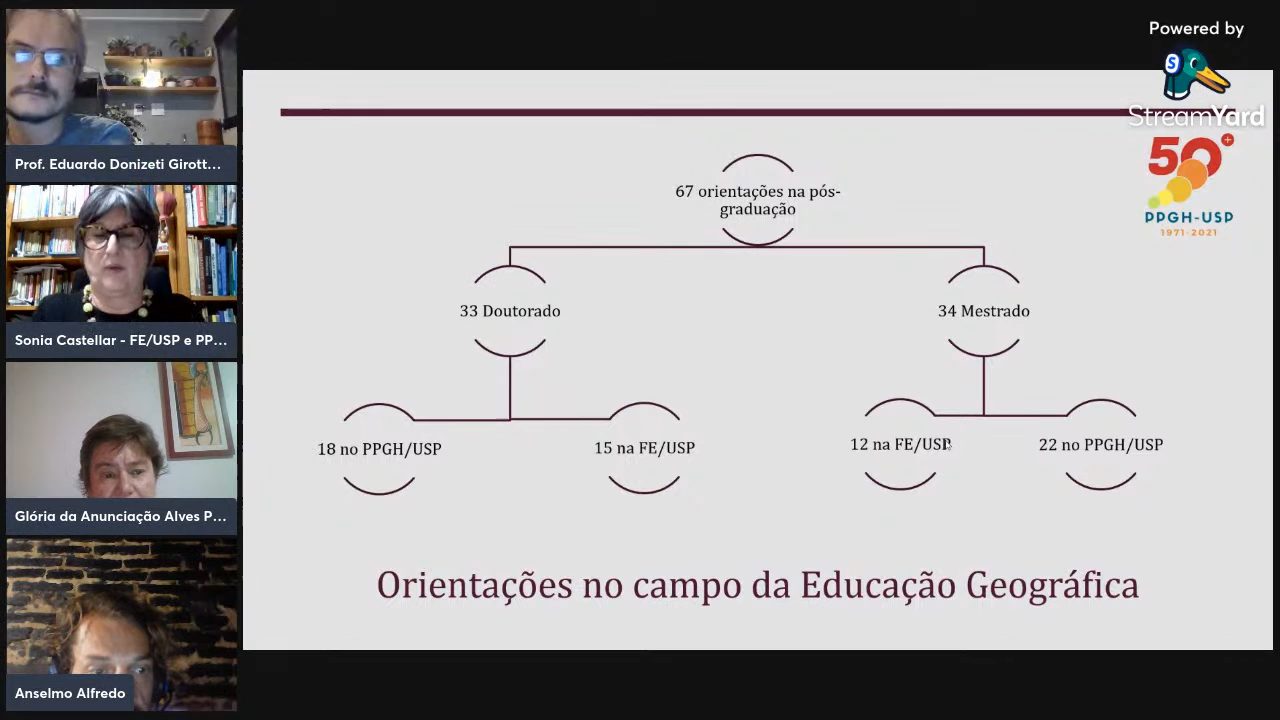 Prof. Eduardo Donizeti Girott...
Sonia Castellar - FE/USP e PP...
Glória da Anunciação Alves P...
Anselmo Alfredo
Powered by
S
StreamYard
50+
PPGH-USP
1971-2021
67 orientações na pós-
graduação
33 Doutorado
34 Mestrado
18 no PPGH/USP
15 na FE/USP
12 na FE/USP
22 no PPGH/USP
Orientações no campo da Educação Geográfica